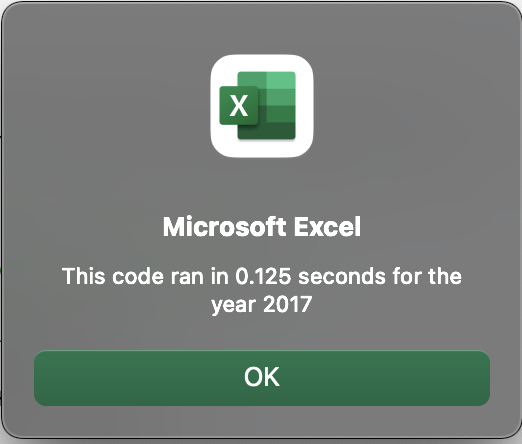 X
Microsoft Excel
This code ran in 0.125 seconds for the
year 2017
OK